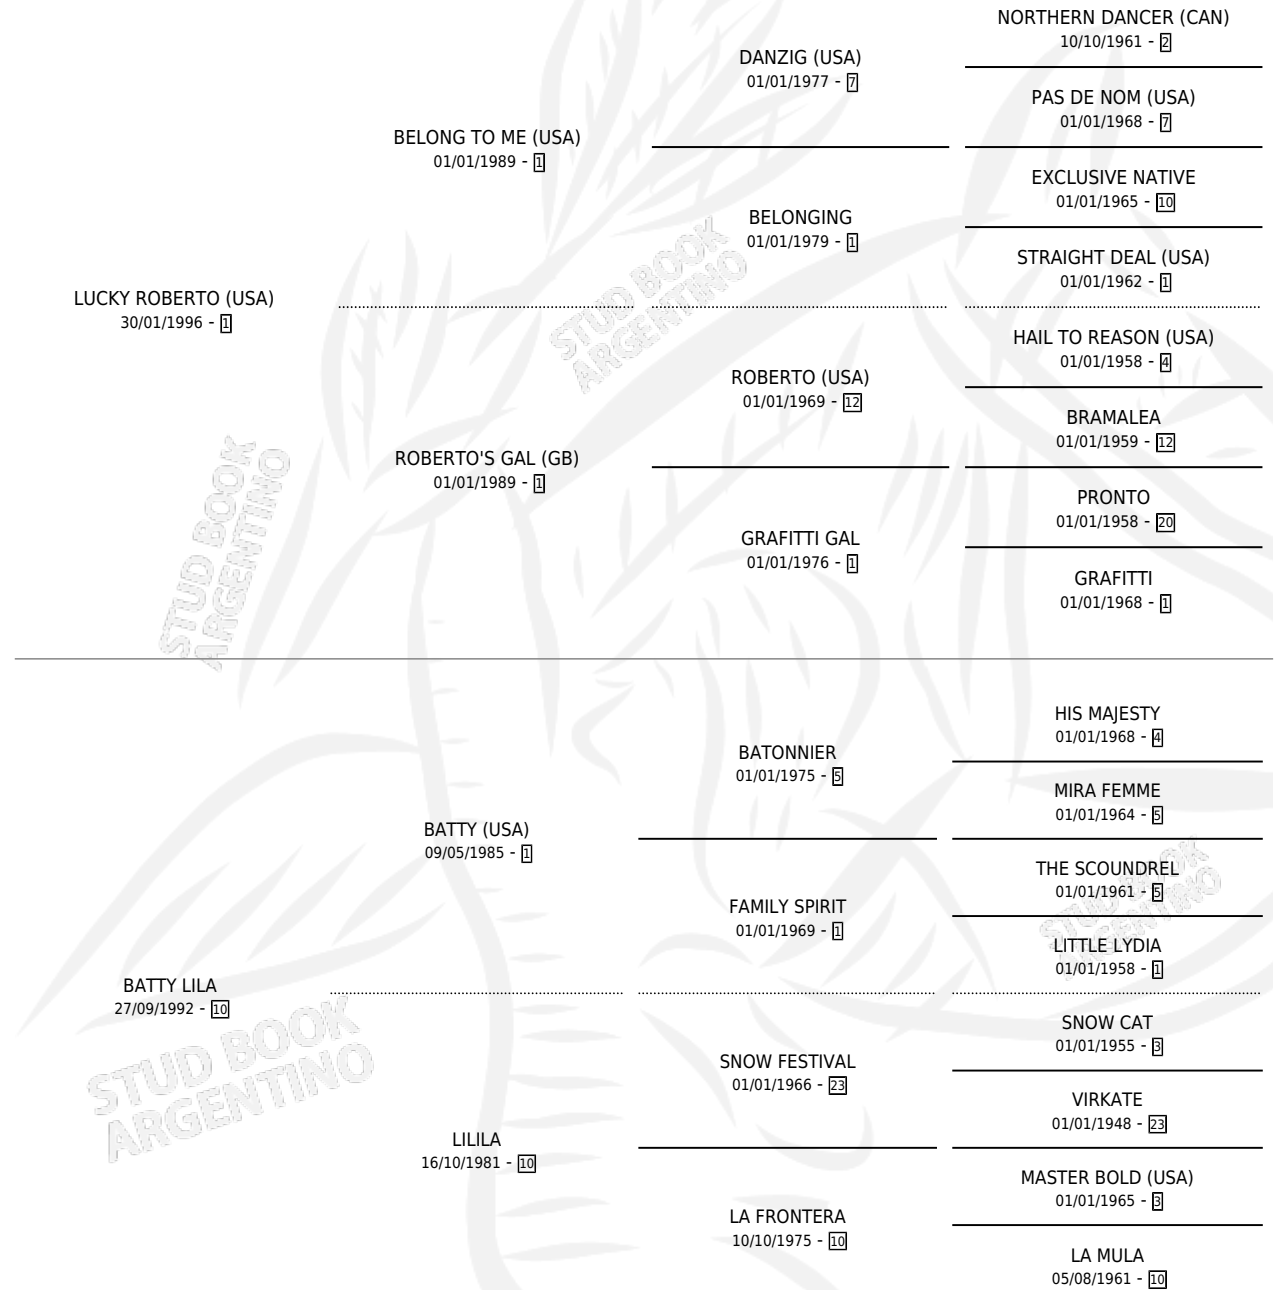 NORTHERN DANCER (CAN)
10/10/1961 - 2
DANZIG (USA)
01/01/1977 - 7
PAS DE NOM (USA)
01/01/1968 - 7
BELONG TO ME (USA)
01/01/1989 - 1
EXCLUSIVE NATIVE
01/01/1965 - 10
BELONGING
01/01/1979 - 1
STRAIGHT DEAL (USA)
01/01/1962 - 1
LUCKY ROBERTO (USA)
30/01/1996 - 1
HAIL TO REASON (USA)
01/01/1958 - 4
ROBERTO (USA)
01/01/1969 - 12
BRAMALEA
01/01/1959 - 12
ROBERTO'S GAL (GB)
01/01/1989 - 1
PRONTO
01/01/1958 - 20
GRAFITTI GAL
01/01/1976 - 1
GRAFITTI
01/01/1968 - 1
HIS MAJESTY
01/01/1968 - 4
BATONNIER
01/01/1975 - 5
MIRA FEMME
01/01/1964 - 5
BATTY (USA)
09/05/1985 - 1
THE SCOUNDREL
01/01/1961 - 5
FAMILY SPIRIT
01/01/1969 - 1
LITTLE LYDIA
01/01/1958 - 1
BATTY LILA
27/09/1992 - 10
SNOW CAT
01/01/1955 - 3
SNOW FESTIVAL
01/01/1966 - 23
VIRKATE
01/01/1948 - 23
LILILA
16/10/1981 - 10
MASTER BOLD (USA)
01/01/1965 - 3
LA FRONTERA
10/10/1975 - 10
LA MULA
05/08/1961 - 10
STUD BOOK
ARGENTINO
STUD BOOK
ARGENTINO
STUD BOOK
ARGENTINO
STUD BOOK
ARGENTINO